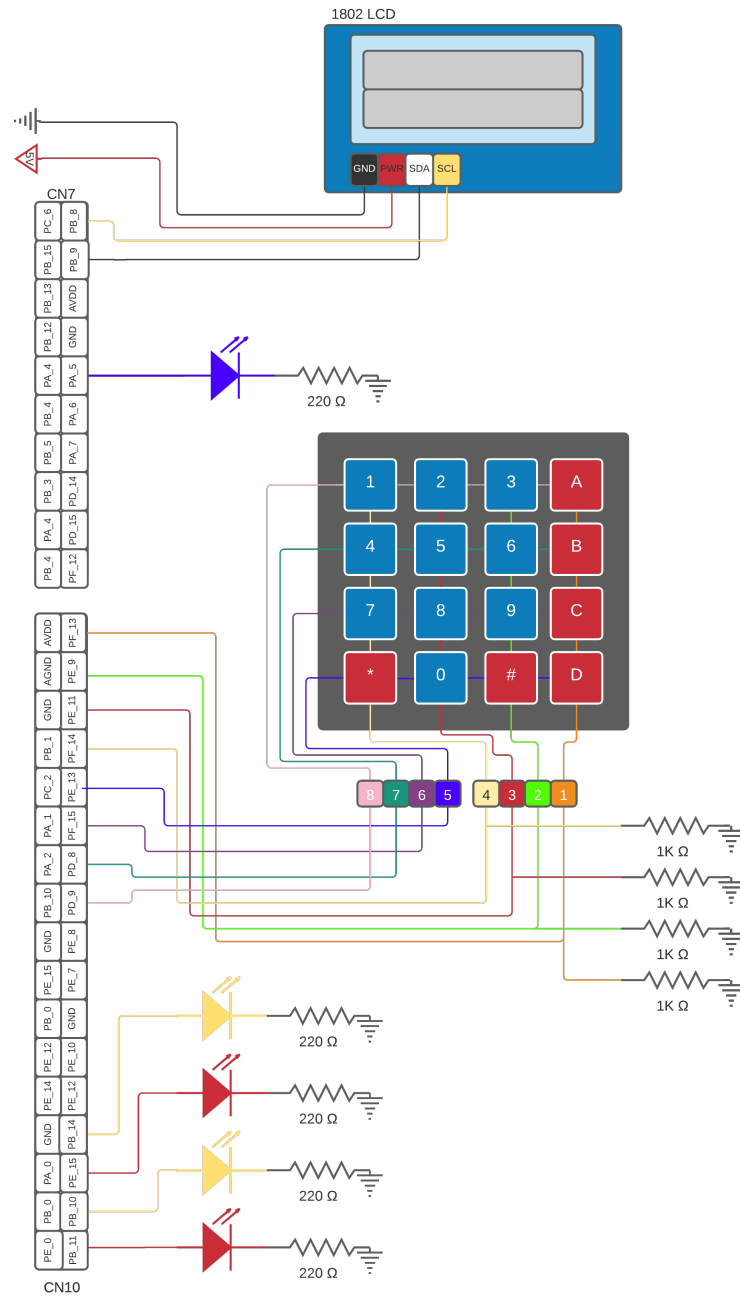 1802 LCD
GND PWR SDA SCL
5V
CN7
PC_6 PB_8
PB_15 PB_9
PB_13 AVDD
PB_12 GND
PA_4 PA_5
220 Ω
PB_4 PA_6
PB_5 PA_7
PB_3 PD_14
PA_4 PD_15
PB_4 PF_12
1 2 3 A
4 5 6 B
7 8 9 C
* 0 # D
8 7 6 5 4 3 2 1
AVDD PF_13
AGND PE_9
GND PE_11
PB_1 PF_14
PC_2 PE_13
PA_1 PF_15
PA_2 PD_8
PB_10 PD_9
GND PE_8
PE_15 PE_7
PB_0 GND
PE_12 PE_10
PE_14 PE_12
GND PB_14
PA_0 PE_15
PB_0 PB_10
PE_0 PB_11
1K Ω
1K Ω
1K Ω
1K Ω
220 Ω
220 Ω
220 Ω
220 Ω
CN10